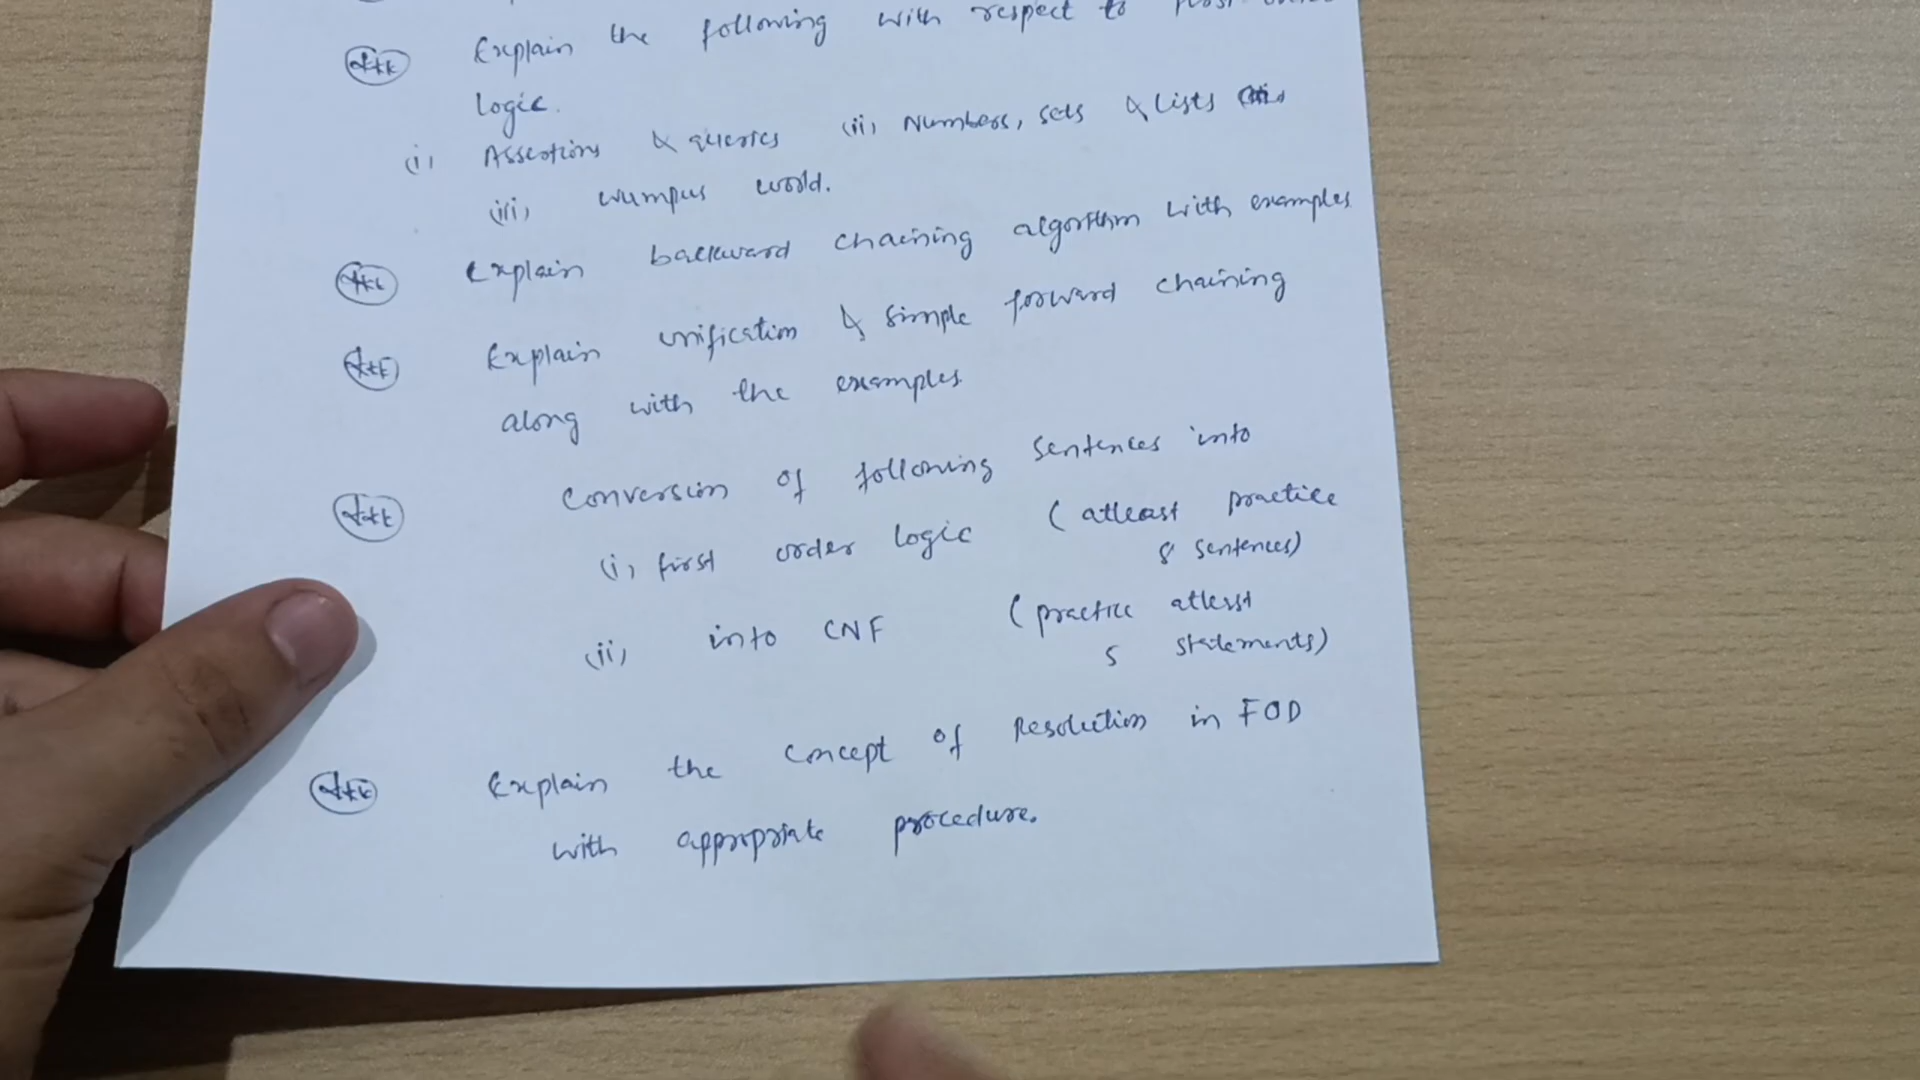 *** Explain the following with respect to first order
logic.
(i) Assertions & queries (ii) Numbers, sets & lists
(iii) wumpus world.
*** Explain backward chaining algorithm with examples
*** Explain unification & simple forward chaining
along with the examples.
*** Conversion of following sentences into
(i) first order logic (atleast practice
8 sentences)
(ii) into CNF (practice atleast
5 statements)
*** Explain the concept of Resolution in FOD
with appropriate procedure.